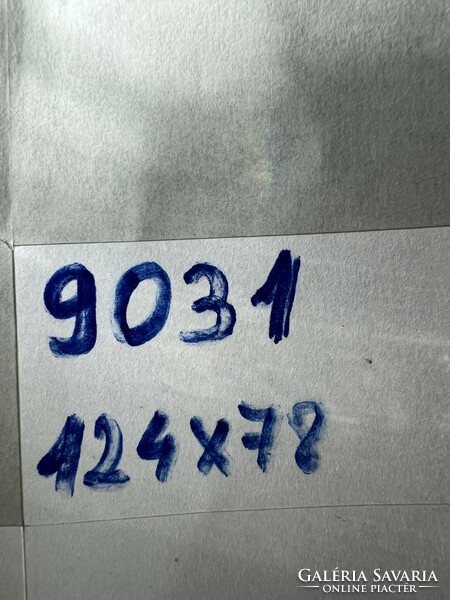 9031
124x78
GALÉRIA SAVARIA
ONLINE PIACTÉR